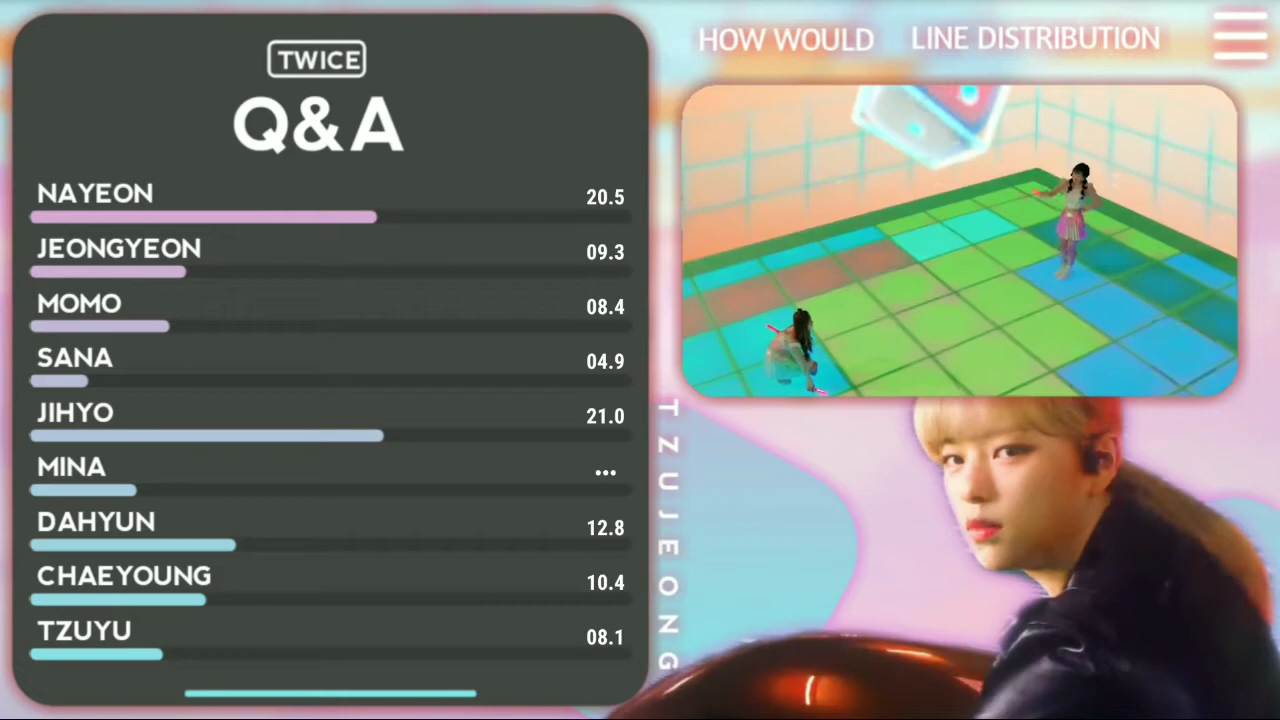 TWICE
Q&A
NAYEON
20.5
JEONGYEON
09.3
MOMO
08.4
SANA
04.9
JIHYO
21.0
MINA
...
DAHYUN
12.8
CHAEYOUNG
10.4
TZUYU
08.1
HOW WOULD
LINE DISTRIBUTION
TZUJEONG